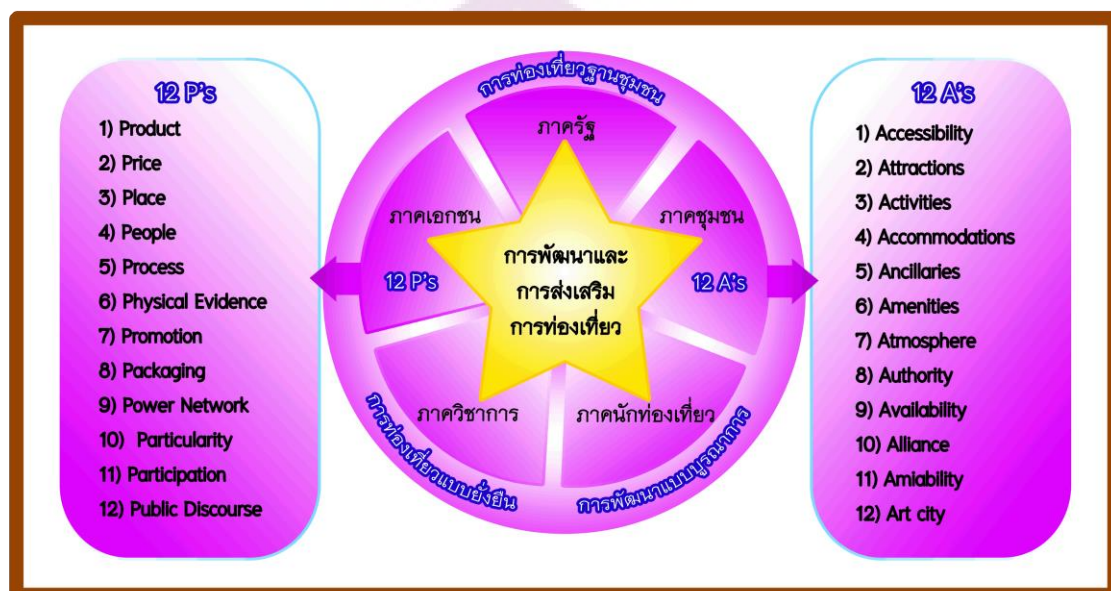 12 P's
1) Product
2) Price
3) Place
4) People
5) Process
6) Physical Evidence
7) Promotion
8) Packaging
9) Power Network
10) Particularity
11) Participation
12) Public Discourse
การท่องเที่ยวฐานชุมชน
ภาครัฐ
ภาคเอกชน
ภาคชุมชน
12 P's
12 A's
การพัฒนาและ
การส่งเสริม
การท่องเที่ยว
ภาควิชาการ
ภาคนักท่องเที่ยว
การท่องเที่ยวแบบยั่งยืน
การพัฒนาแบบบูรณาการ
12 A's
1) Accessibility
2) Attractions
3) Activities
4) Accommodations
5) Ancillaries
6) Amenities
7) Atmosphere
8) Authority
9) Availability
10) Alliance
11) Amiability
12) Art city